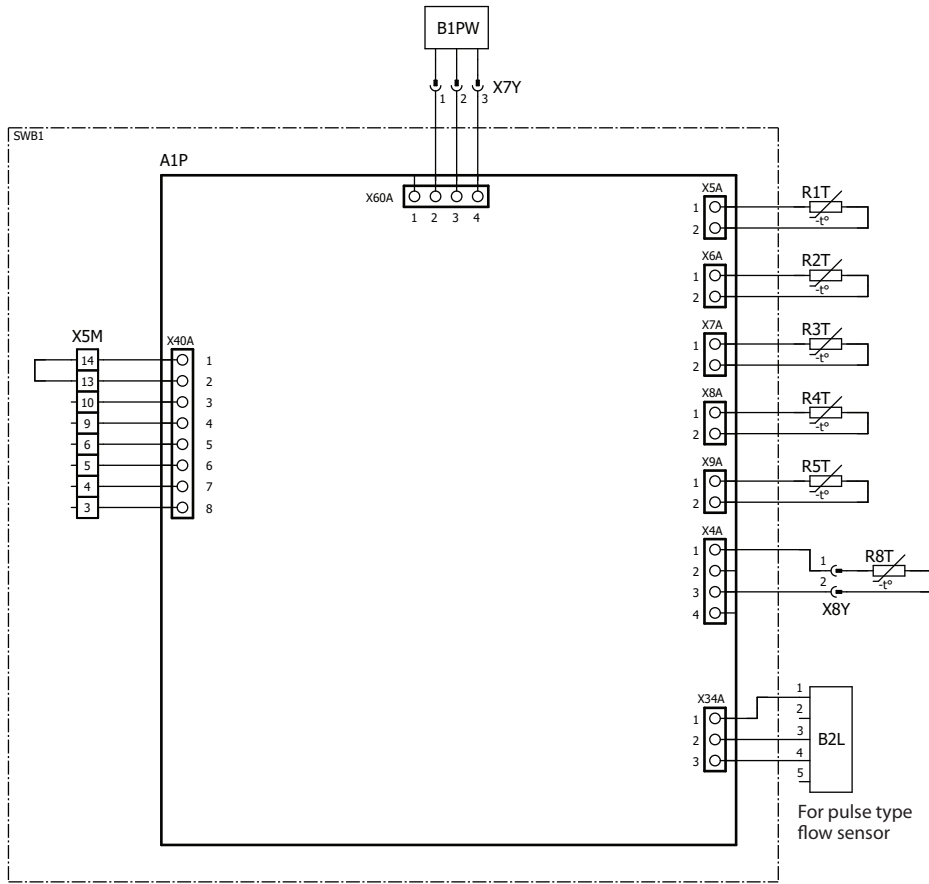 B1PW
X7Y
1 2 3
SWB1
A1P
X60A
1 2 3 4
X5A
1
2
R1T
-t°
X6A
1
2
R2T
-t°
X7A
1
2
R3T
-t°
X8A
1
2
R4T
-t°
X9A
1
2
R5T
-t°
X5M
14
13
10
9
6
5
4
3
X40A
1
2
3
4
5
6
7
8
X4A
1
2
3
4
1
2
R8T
-t°
X8Y
X34A
1
2
3
1
2
3
4
5
B2L
For pulse type
flow sensor